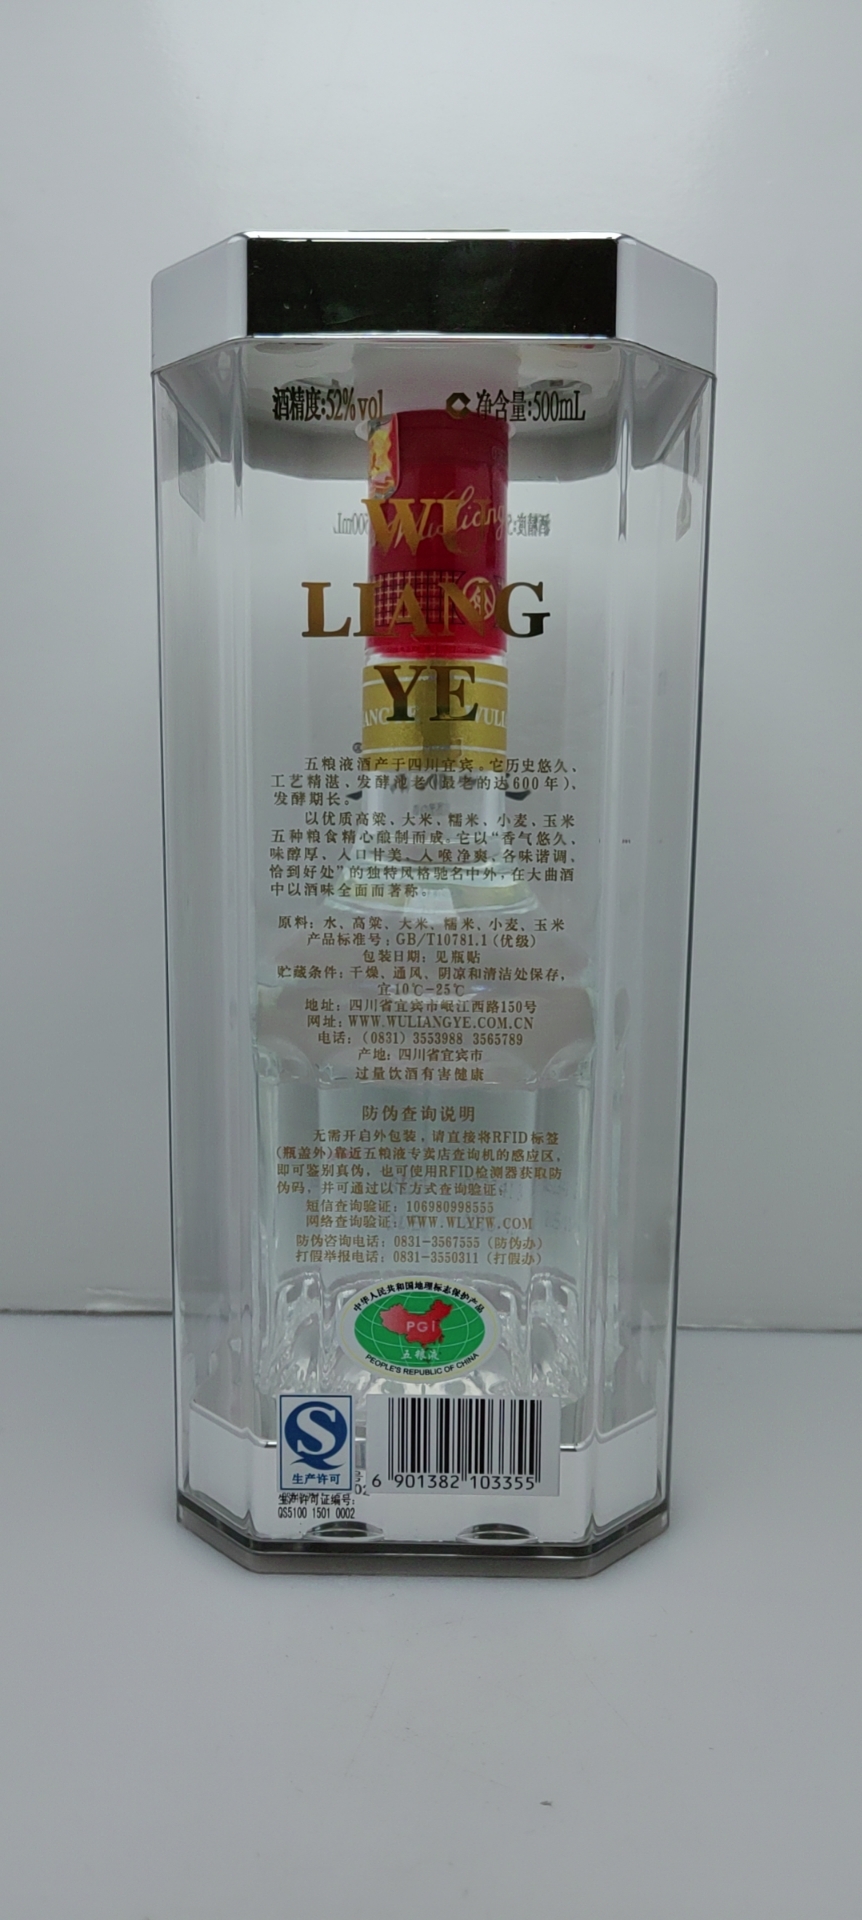 酒精度:52%vol 净含量:500mL
WuLiang
WU
LIANG
YE
五粮液酒产于四川宜宾。它历史悠久、
工艺精湛、发酵池老(最老的达600年)、
发酵期长。
以优质高粱、大米、糯米、小麦、玉米
五种粮食精心酿制而成。它以“香气悠久、
味醇厚、入口甘美、入喉净爽、各味谐调、
恰到好处”的独特风格驰名中外，在大曲酒
中以酒味全面而著称。
原料：水、高粱、大米、糯米、小麦、玉米
产品标准号：GB/T10781.1(优级)
包装日期：见瓶贴
贮藏条件：干燥、通风、阴凉和清洁处保存，
宜10℃-25℃
地址：四川省宜宾市岷江西路150号
网址：WWW.WULIANGYE.COM.CN
电话：(0831) 3553988 3565789
产地：四川省宜宾市
过量饮酒有害健康
防伪查询说明
无需开启外包装，请直接将RFID标签
(瓶盖外)靠近五粮液专卖店查询机的感应区，
即可鉴别真伪，也可使用RFID检测器获取防
伪码，并可通过以下方式查询验证：
短信查询验证：106980998555
网络查询验证：WWW.WLYFW.COM
防伪咨询电话：0831-3567555 (防伪办)
打假举报电话：0831-3550311 (打假办)
中华人民共和国地理标志保护产品
PGI
五粮液
PEOPLE'S REPUBLIC OF CHINA
生产许可
6 901382 103355
生产许可证编号:
QS5100 1501 0002